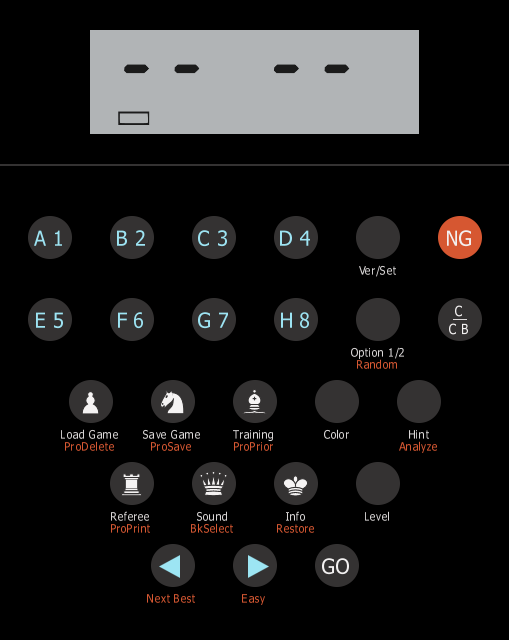 A 1 B 2 C 3 D 4 NG
Ver/Set
E 5 F 6 G 7 H 8 C
C B
Option 1/2
Random
Load Game Save Game Training Color Hint
ProDelete ProSave ProPrior Analyze
Referee Sound Info Level
ProPrint BkSelect Restore
GO
Next Best Easy